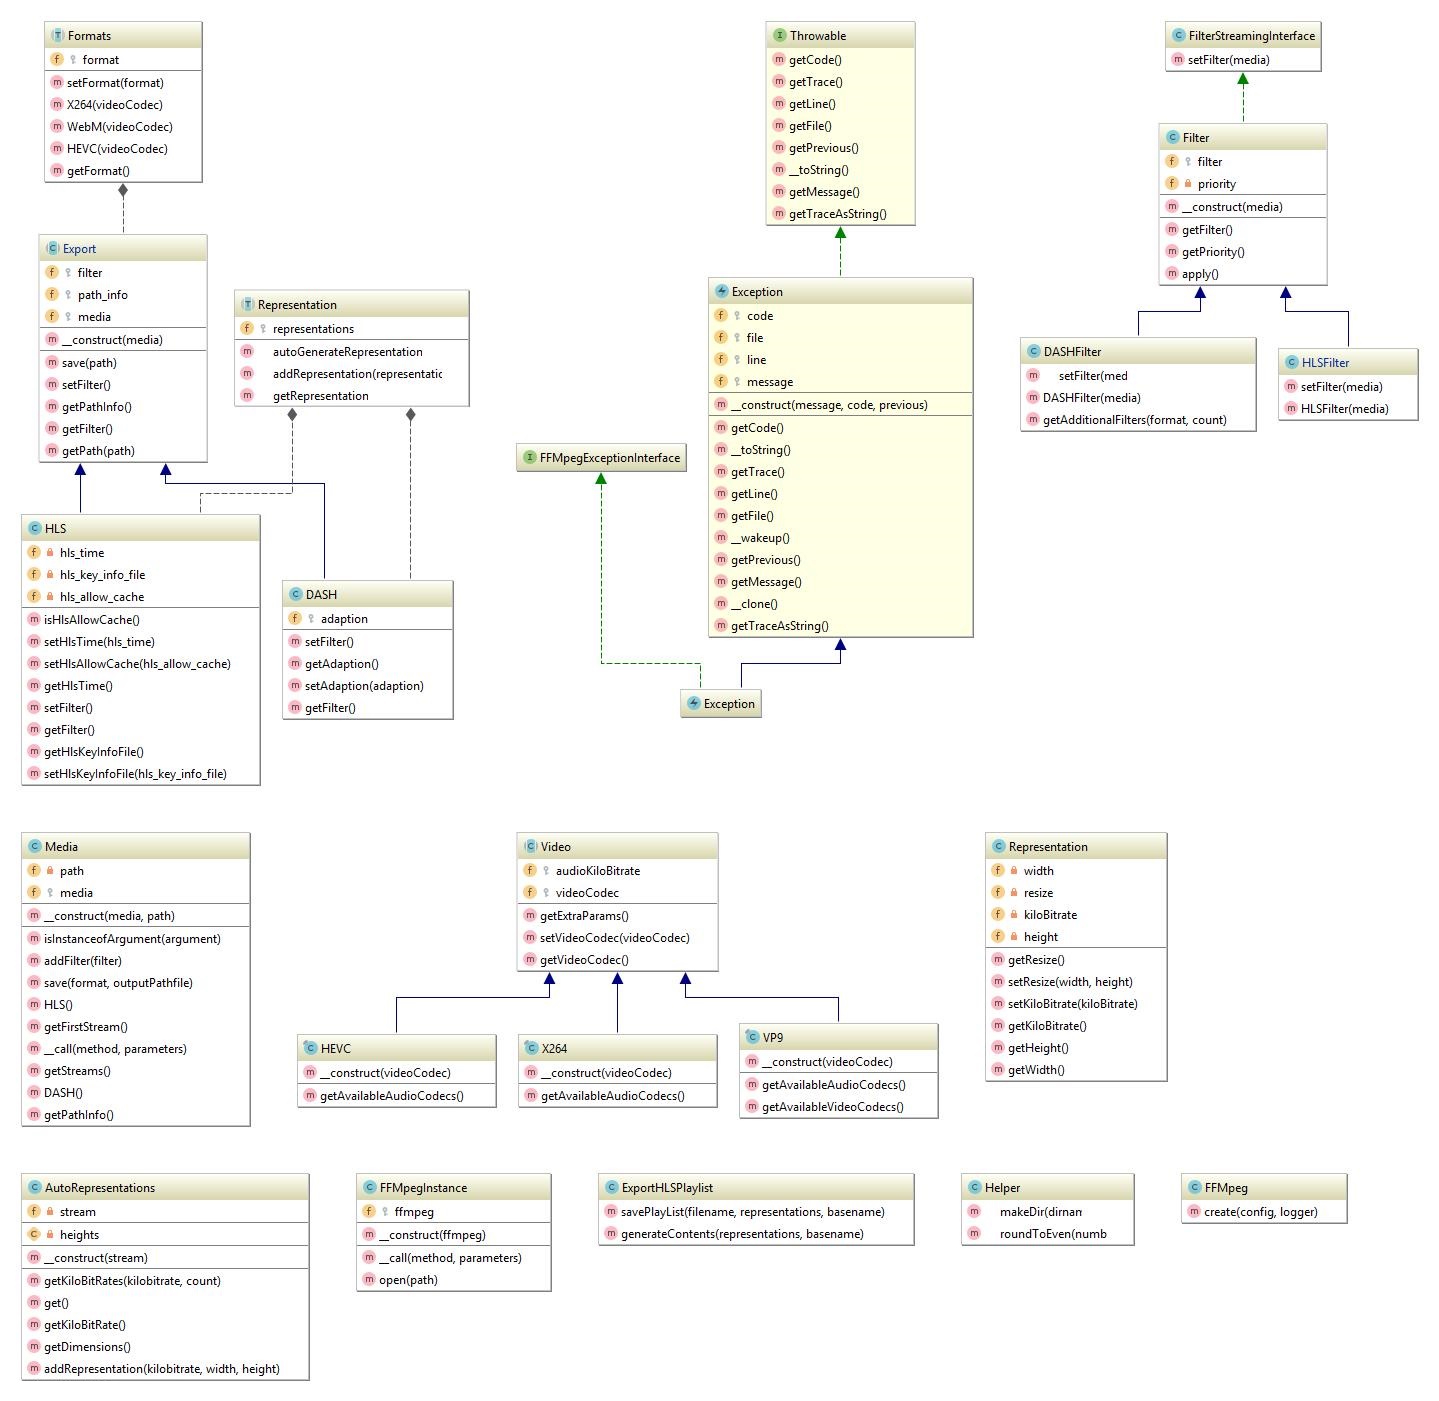 Formats
format
setFormat(format)
X264(videoCodec)
WebM(videoCodec)
HEVC(videoCodec)
getFormat()
Export
filter
path_info
media
__construct(media)
save(path)
setFilter()
getPathInfo()
getFilter()
getPath(path)
Representation
representations
autoGenerateRepresentation
addRepresentation(representatic
getRepresentation
HLS
hls_time
hls_key_info_file
hls_allow_cache
isHlsAllowCache()
setHlsTime(hls_time)
setHlsAllowCache(hls_allow_cache)
getHlsTime()
setFilter()
getFilter()
getHlsKeyInfoFile()
setHlsKeyInfoFile(hls_key_info_file)
DASH
adaption
setFilter()
getAdaption()
setAdaption(adaption)
getFilter()
Throwable
getCode()
getTrace()
getLine()
getFile()
getPrevious()
__toString()
getMessage()
getTraceAsString()
Exception
code
file
line
message
__construct(message, code, previous)
getCode()
__toString()
getTrace()
getLine()
getFile()
__wakeup()
getPrevious()
getMessage()
__clone()
getTraceAsString()
FFMpegExceptionInterface
Exception
FilterStreamingInterface
setFilter(media)
Filter
filter
priority
__construct(media)
getFilter()
getPriority()
apply()
DASHFilter
setFilter(med
DASHFilter(media)
getAdditionalFilters(format, count)
HLSFilter
setFilter(media)
HLSFilter(media)
Media
path
media
__construct(media, path)
isInstanceofArgument(argument)
addFilter(filter)
save(format, outputPathfile)
HLS()
getFirstStream()
__call(method, parameters)
getStreams()
DASH()
getPathInfo()
Video
audioKiloBitrate
videoCodec
getExtraParams()
setVideoCodec(videoCodec)
getVideoCodec()
HEVC
__construct(videoCodec)
getAvailableAudioCodecs()
X264
__construct(videoCodec)
getAvailableAudioCodecs()
VP9
__construct(videoCodec)
getAvailableAudioCodecs()
getAvailableVideoCodecs()
Representation
width
resize
kiloBitrate
height
getResize()
setResize(width, height)
setKiloBitrate(kiloBitrate)
getKiloBitrate()
getHeight()
getWidth()
AutoRepresentations
stream
heights
__construct(stream)
getKiloBitRates(kilobitrate, count)
get()
getKiloBitRate()
getDimensions()
addRepresentation(kilobitrate, width, height)
FFMpegInstance
ffmpeg
__construct(ffmpeg)
__call(method, parameters)
open(path)
ExportHLSPlaylist
savePlayList(filename, representations, basename)
generateContents(representations, basename)
Helper
makeDir(dirnam
roundToEven(numb
FFMpeg
create(config, logger)